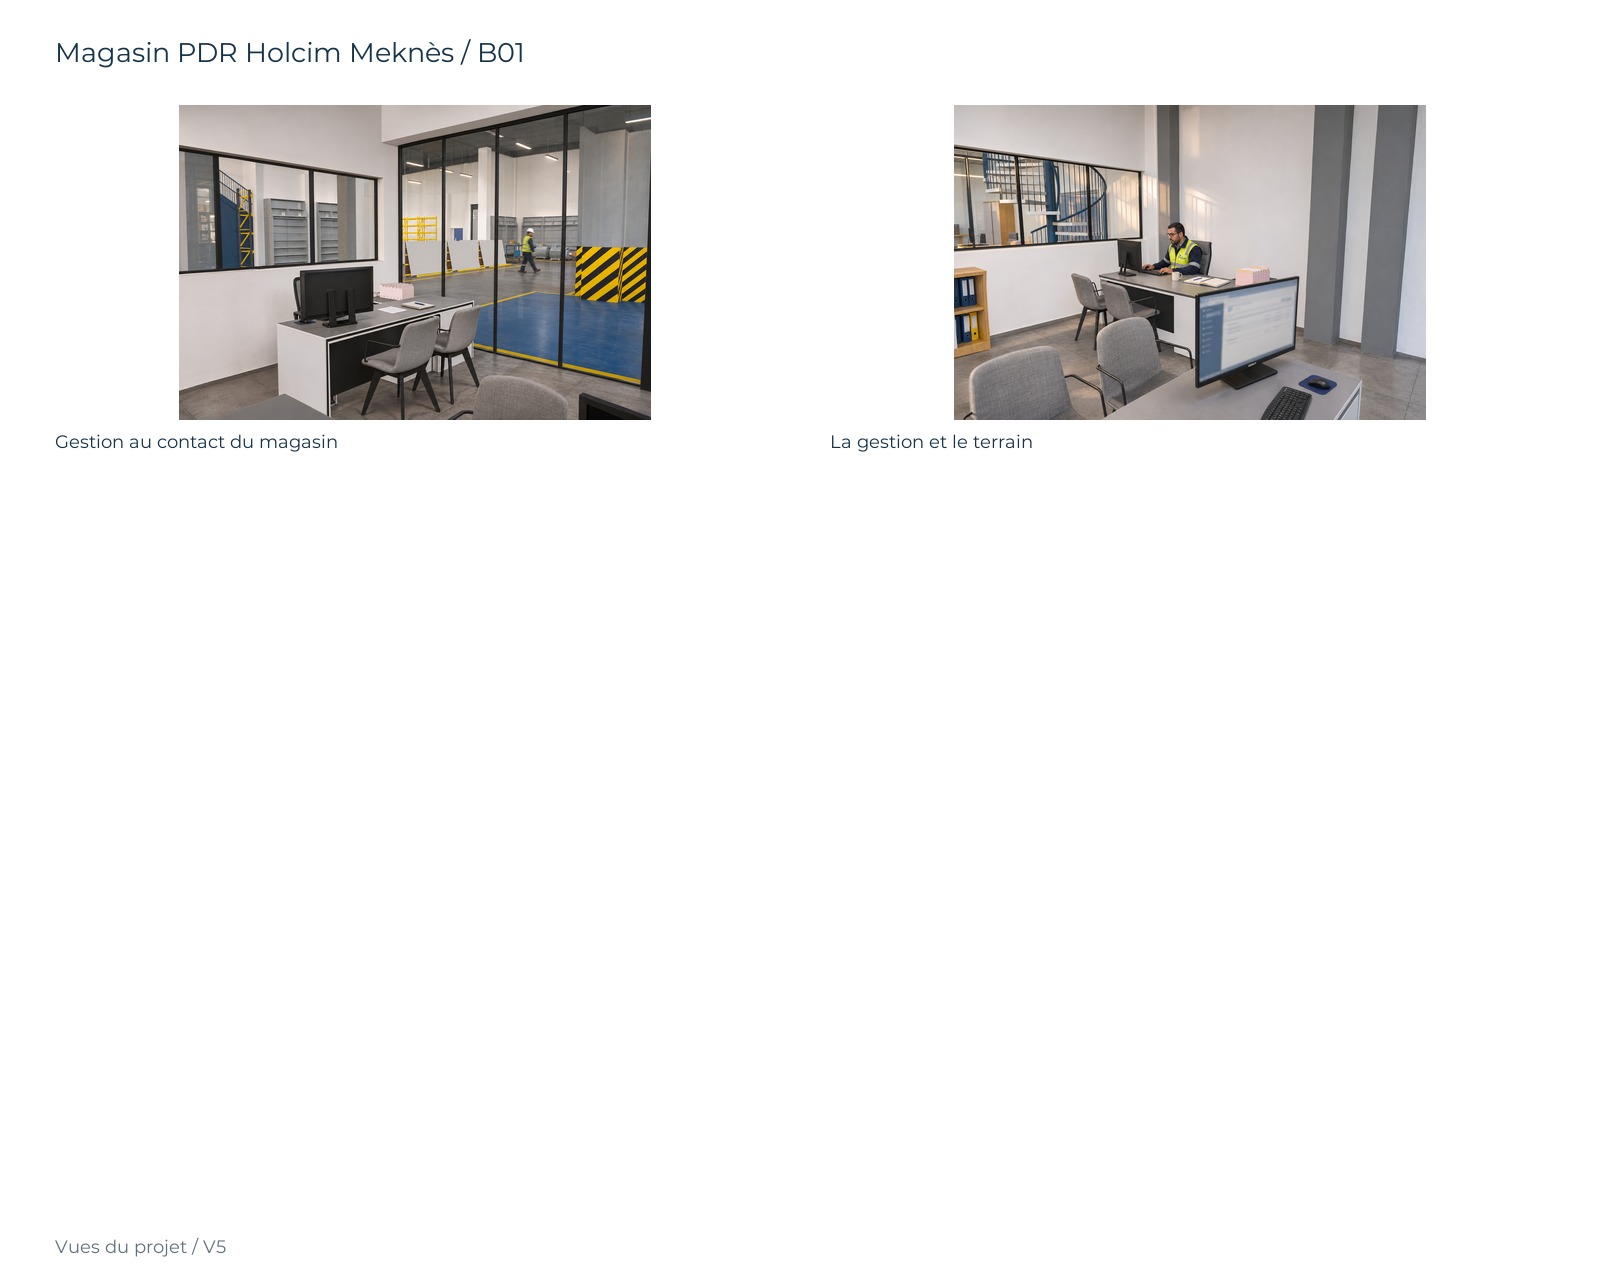 Magasin PDR Holcim Meknès / B01
Gestion au contact du magasin
La gestion et le terrain
Vues du projet / V5